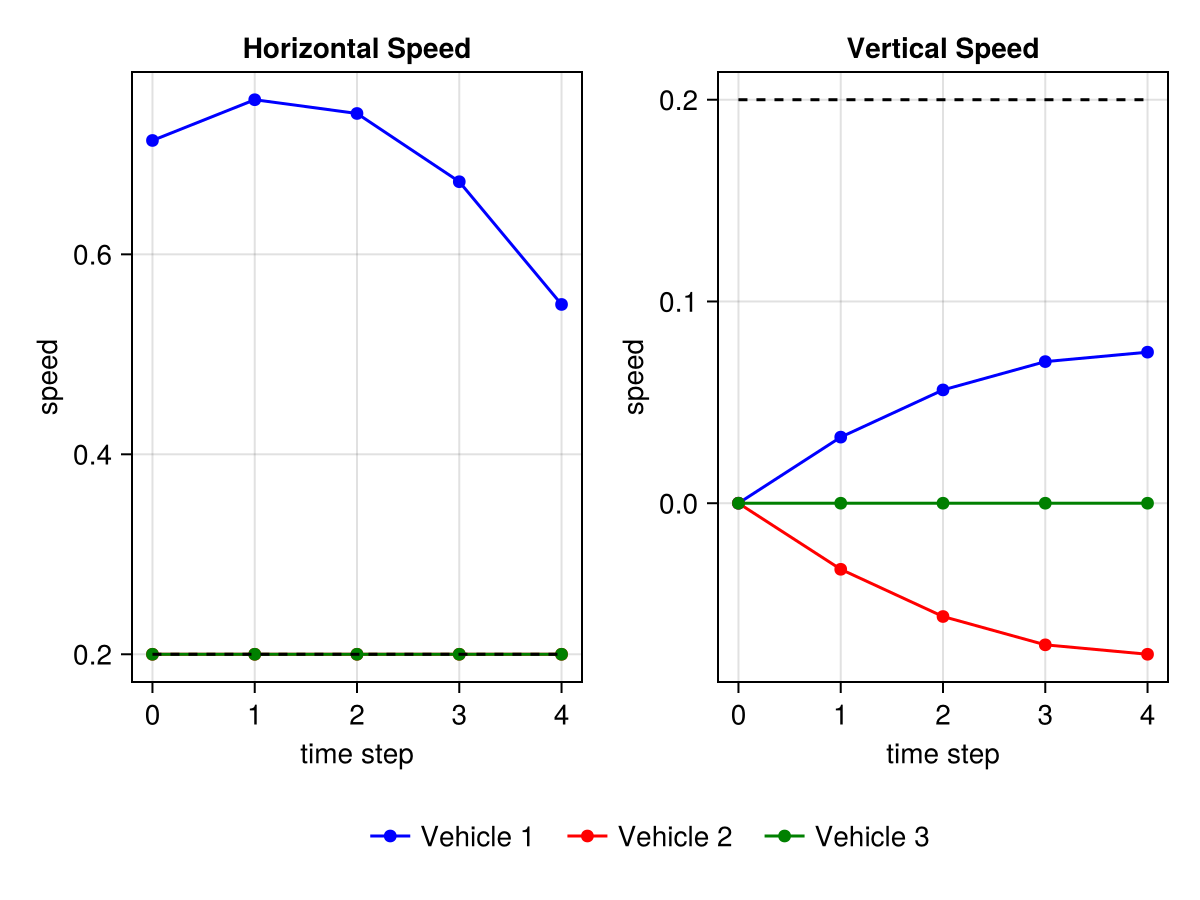 Horizontal Speed
speed
0.6
0.4
0.2
0
1
2
3
4
time step
Vertical Speed
speed
0.2
0.1
0.0
0
1
2
3
4
time step
Vehicle 1
Vehicle 2
Vehicle 3